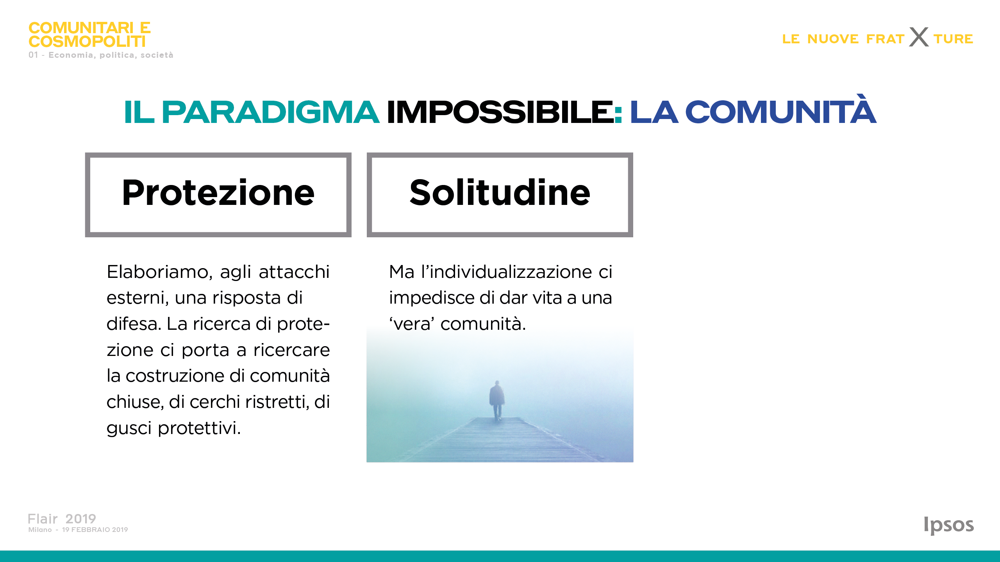 COMUNITARI E
COSMOPOLITI
01 - Economia, politica, società
LE NUOVE FRAT X TURE
IL PARADIGMA IMPOSSIBILE: LA COMUNITÀ
Protezione
Elaboriamo, agli attacchi
esterni, una risposta di
difesa. La ricerca di prote-
zione ci porta a ricercare
la costruzione di comunità
chiuse, di cerchi ristretti, di
gusci protettivi.
Solitudine
Ma l’individualizzazione ci
impedisce di dar vita a una
‘vera’ comunità.
Flair 2019
Milano - 19 FEBBRAIO 2019
Ipsos